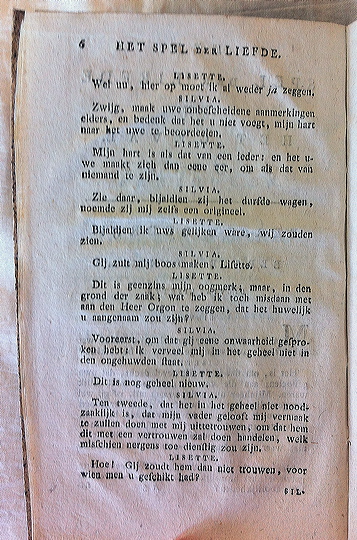 6 HET SPEL DER LIEFDE.
LISETTE.
Wel nu, hier op moet ik al weder ja zeggen.
SILVIA.
Zwijg, maak uwe onbescheidene aanmerkingen
elders, en bedenk dat het u niet voegt, mijn hart
naar het uwe te beoordeelen.
LISETTE.
Mijn hart is als dat van een ieder: en het u-
we maakt zich dan eene eer, om als dat van
niemand te zijn.
SILVIA.
Zie daar, bijaldien zij het durfde wagen,
noemde zij mij zelfs een origineel.
LISETTE.
Bijaldien ik uws gelijken ware, wij zouden
zien.
SILVIA.
Gij zult mij boos maken, Lisette.
LISETTE.
Dit is geenzins mijn oogmerk; maar, in den
grond der zaak; wat heb ik toch misdaan met
aan den Heer Orgon te zeggen, dat het huwelijk
u aangenaam zou zijn?
SILVIA.
Vooreerst, om dat gij eene onwaarheid gespro-
ken hebt: ik verveel mij in het geheel niet in
den ongehuwden staat.
LISETTE.
Dit is nog geheel nieuw.
SILVIA.
Ten tweede, dat het in het geheel niet nood-
zaaklijk is, dat mijn vader gelooft mij vermaak
te zullen doen met mij uittetrouwen, om dat hem
dit met een vertrouwen zal doen handelen, welk
misschien nergens toe dienstig zou zijn.
LISETTE.
Hoe! Gij zoudt hem dan niet trouwen, voor
wien men u geschikt had?
SIL-